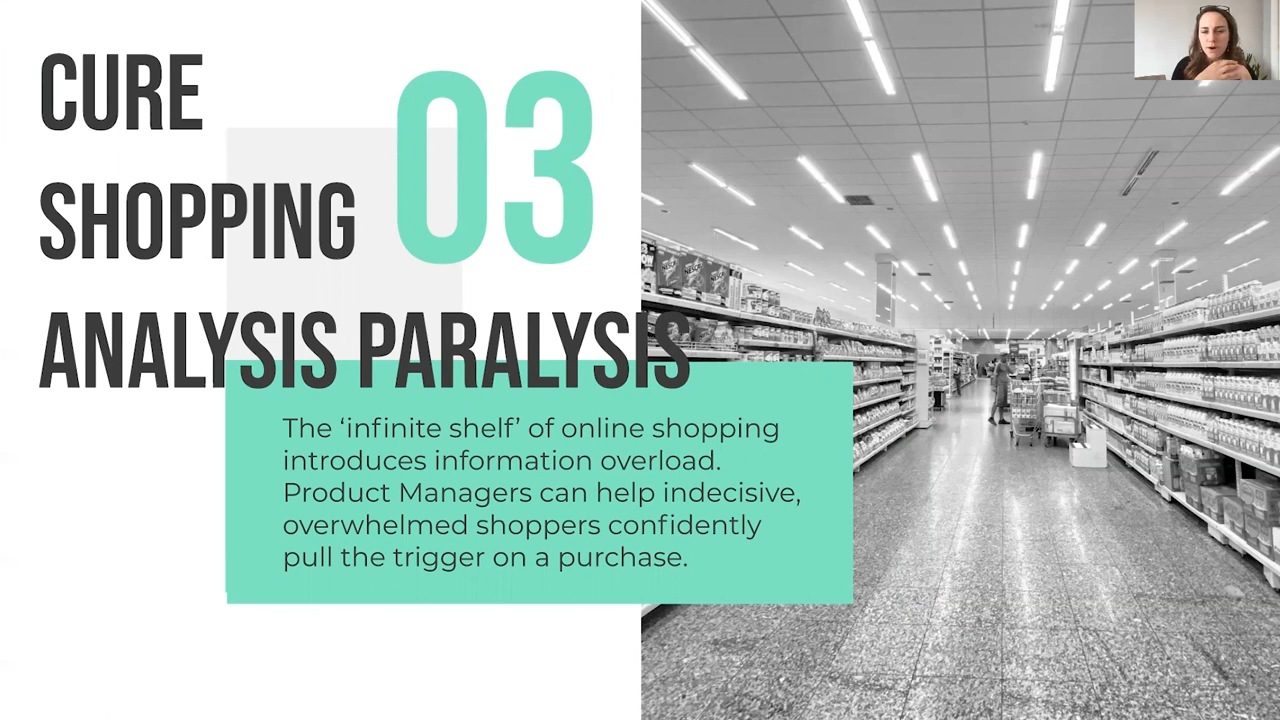 CURE
SHOPPING
ANALYSIS PARALYSIS
03
The ‘infinite shelf’ of online shopping
introduces information overload.
Product Managers can help indecisive,
overwhelmed shoppers confidently
pull the trigger on a purchase.